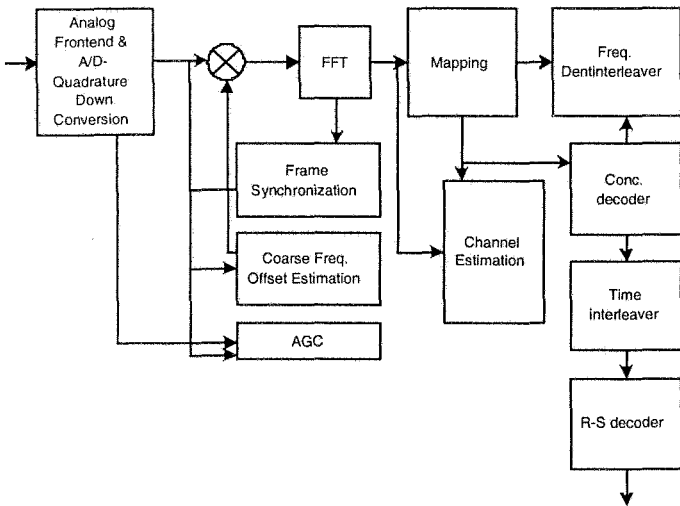 Analog
Frontend &
A/D-
Quadrature
Down
Conversion
FFT
Mapping
Freq.
Dentinterleaver
Frame
Synchronization
Conc.
decoder
Channel
Estimation
Coarse Freq.
Offset Estimation
Time
interleaver
AGC
R-S decoder